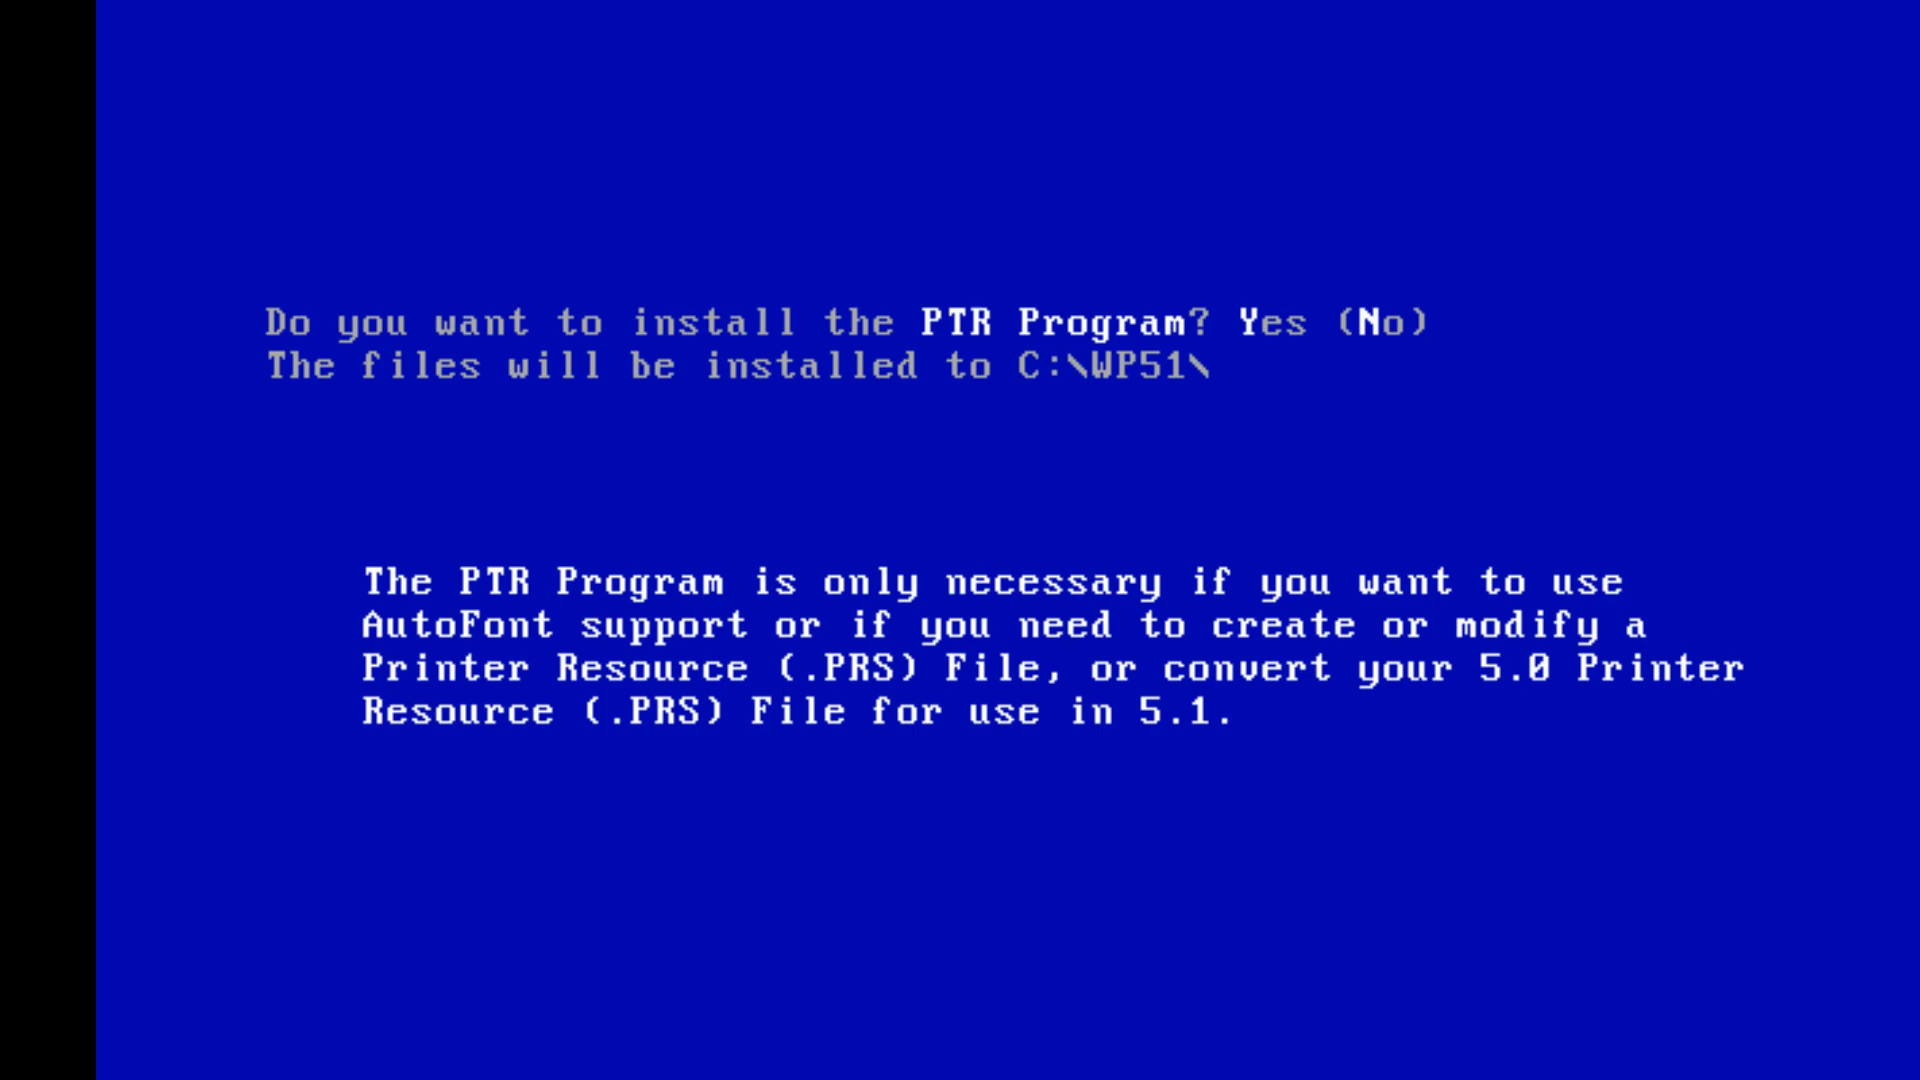 Do you want to install the PTR Program? Yes (No)
The files will be installed to C:\WP51\
The PTR Program is only necessary if you want to use
AutoFont support or if you need to create or modify a
Printer Resource (.PRS) File, or convert your 5.0 Printer
Resource (.PRS) File for use in 5.1.